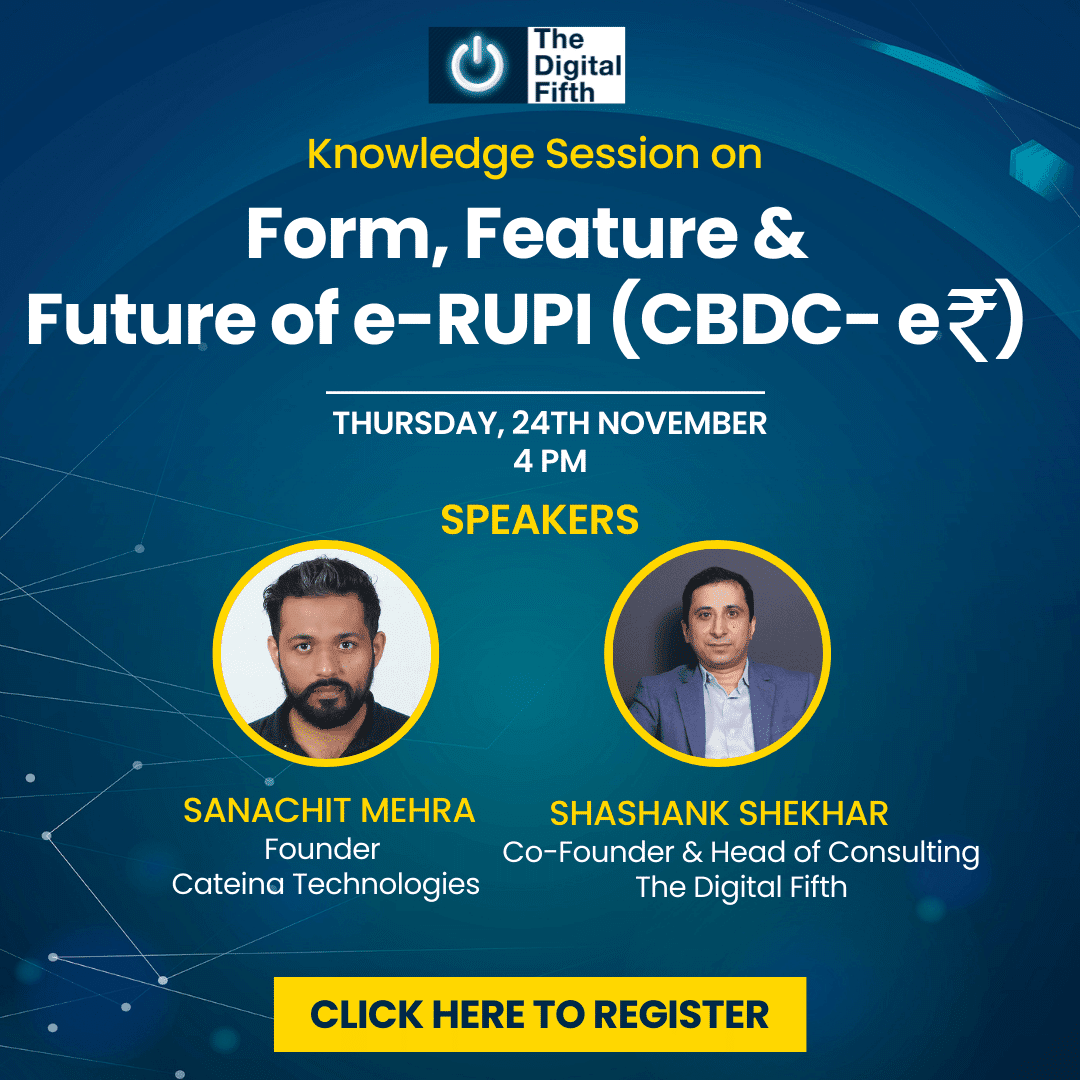 The
Digital
Fifth
Knowledge Session on
Form, Feature &
Future of e-RUPI (CBDC- e₹)
THURSDAY, 24TH NOVEMBER
4 PM
SPEAKERS
SANACHIT MEHRA
Founder
Cateina Technologies
SHASHANK SHEKHAR
Co-Founder & Head of Consulting
The Digital Fifth
CLICK HERE TO REGISTER